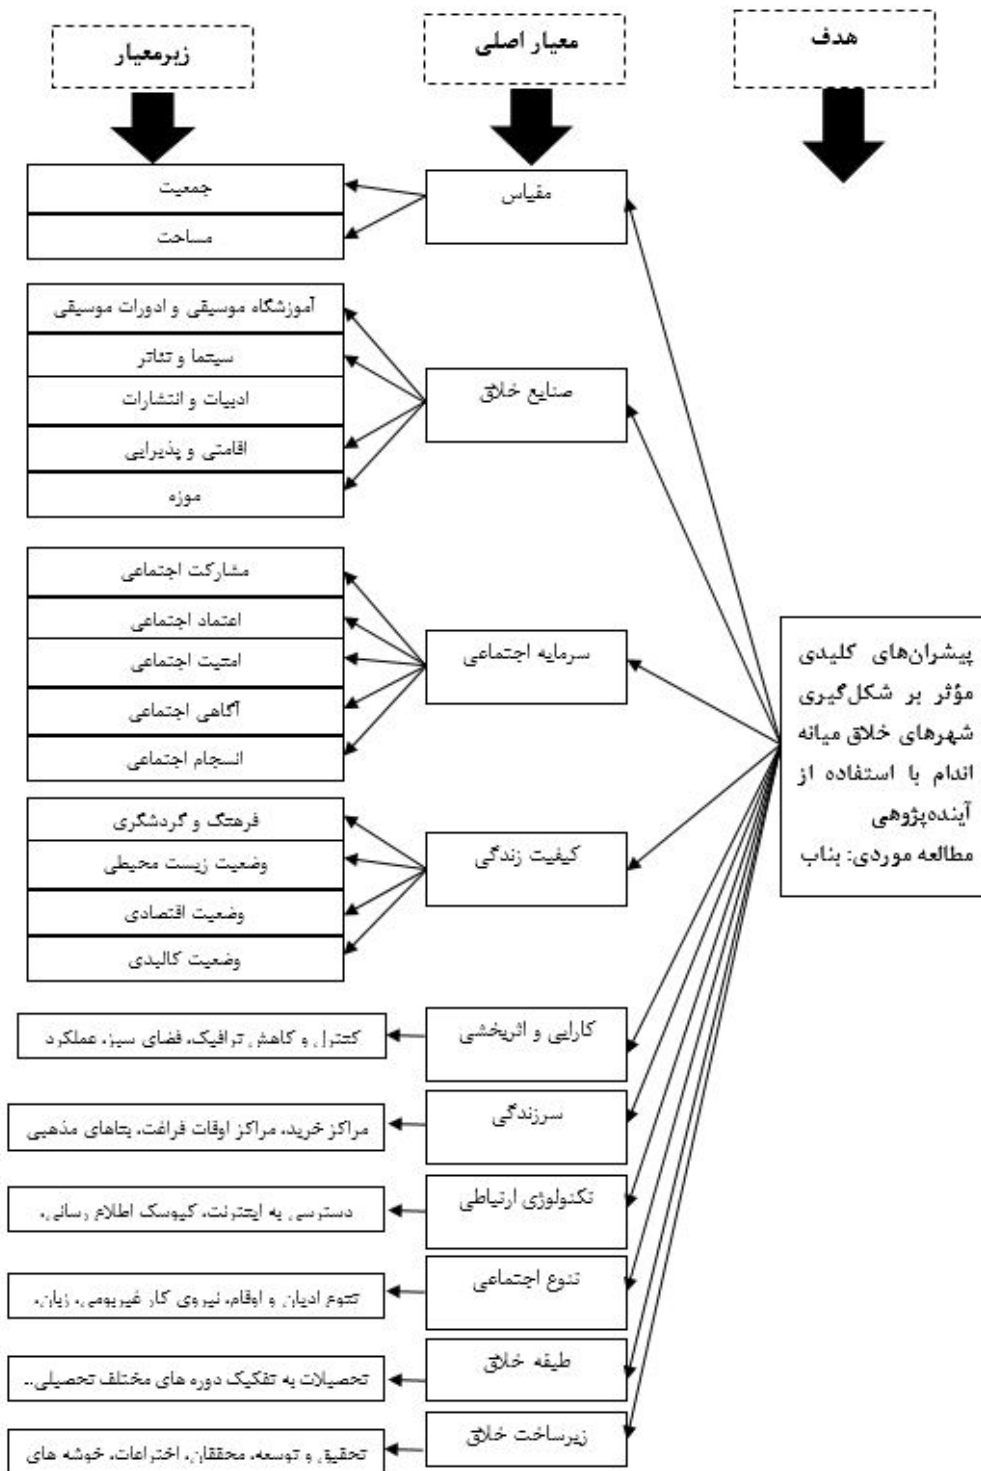 هدف
معیار اصلی
زیرمعیار
پیشران‌های کلیدی
مؤثر بر شکل‌گیری
شهرهای خلاق میانه
اندام با استفاده از
آینده‌پژوهی
مطالعه موردی: بناب
مقیاس
جمعیت
مساحت
صنایع خلاق
آموزشگاه موسیقی و ادورات موسیقی
سینما و تئاتر
ادبیات و انتشارات
اقامتی و پذیرایی
موزه
سرمایه اجتماعی
مشارکت اجتماعی
اعتماد اجتماعی
امنیت اجتماعی
آگاهی اجتماعی
انسجام اجتماعی
کیفیت زندگی
فرهنگ و گردشگری
وضعیت زیست محیطی
وضعیت اقتصادی
وضعیت کالبدی
کارایی و اثربخشی
کنترل و کاهش ترافیک، فضای سبز، عملکرد
سرزندگی
مراکز خرید، مراکز اوقات فراغت، بناهای مذهبی
تکنولوژی ارتباطی
دسترسی به اینترنت، کیوسک اطلاع رسانی،
تنوع اجتماعی
تنوع ادیان و اوقام، نیروی کار غیربومی، زبان،
طبقه خلاق
تحصیلات به تفکیک دوره های مختلف تحصیلی..
زیرساخت خلاق
تحقیق و توسعه، محققان، اختراعات، خوشه های